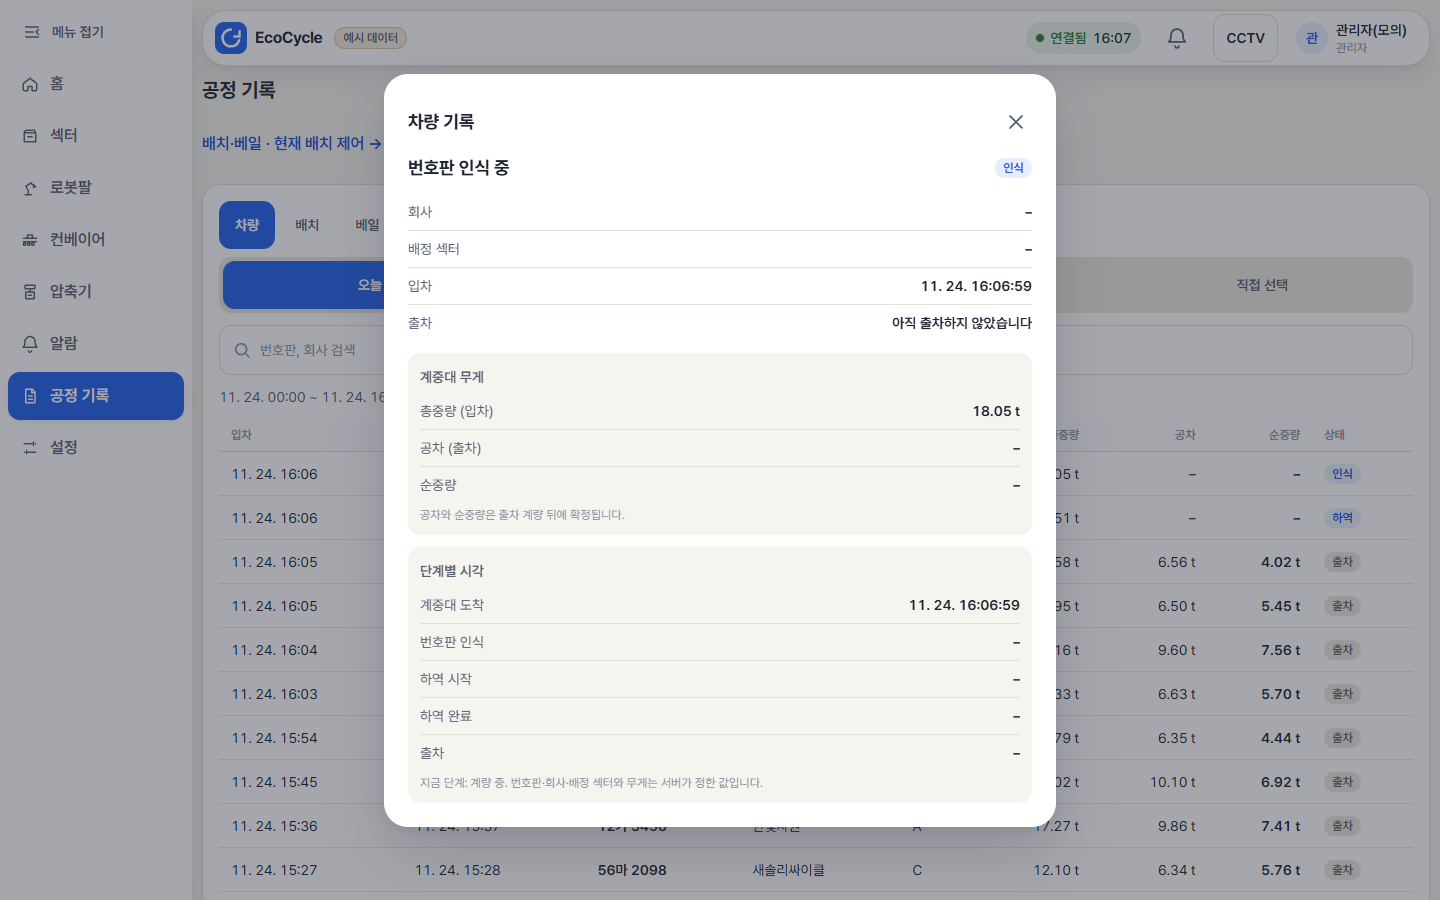 메뉴 접기
홈
섹터
로봇팔
컨베이어
압축기
알람
공정 기록
설정
EcoCycle 예시 데이터
연결됨 16:07
CCTV
관 관리자(모의)
관리자
공정 기록
배치·베일 · 현재 배치 제어 →
차량 배치 베일
오늘 직접 선택
번호판, 회사 검색
11. 24. 00:00 ~ 11. 24. 16
입차 공차 순중량 상태
11. 24. 16:06 – – 인식
11. 24. 16:06 – – 하역
11. 24. 16:05 6.56 t 4.02 t 출차
11. 24. 16:05 6.50 t 5.45 t 출차
11. 24. 16:04 9.60 t 7.56 t 출차
11. 24. 16:03 6.63 t 5.70 t 출차
11. 24. 15:54 6.35 t 4.44 t 출차
11. 24. 15:45 10.10 t 6.92 t 출차
11. 24. 15:36 17.27 t 9.86 t 7.41 t 출차
11. 24. 15:27 11. 24. 15:28 56마 2098 새솔리싸이클 C 12.10 t 6.34 t 5.76 t 출차
차량 기록
번호판 인식 중 인식
회사 –
배정 섹터 –
입차 11. 24. 16:06:59
출차 아직 출차하지 않았습니다
계중대 무게
총중량 (입차) 18.05 t
공차 (출차) –
순중량 –
공차와 순중량은 출차 계량 뒤에 확정됩니다.
단계별 시각
계중대 도착 11. 24. 16:06:59
번호판 인식 –
하역 시작 –
하역 완료 –
출차 –
지금 단계: 계량 중. 번호판·회사·배정 섹터와 무게는 서버가 정한 값입니다.